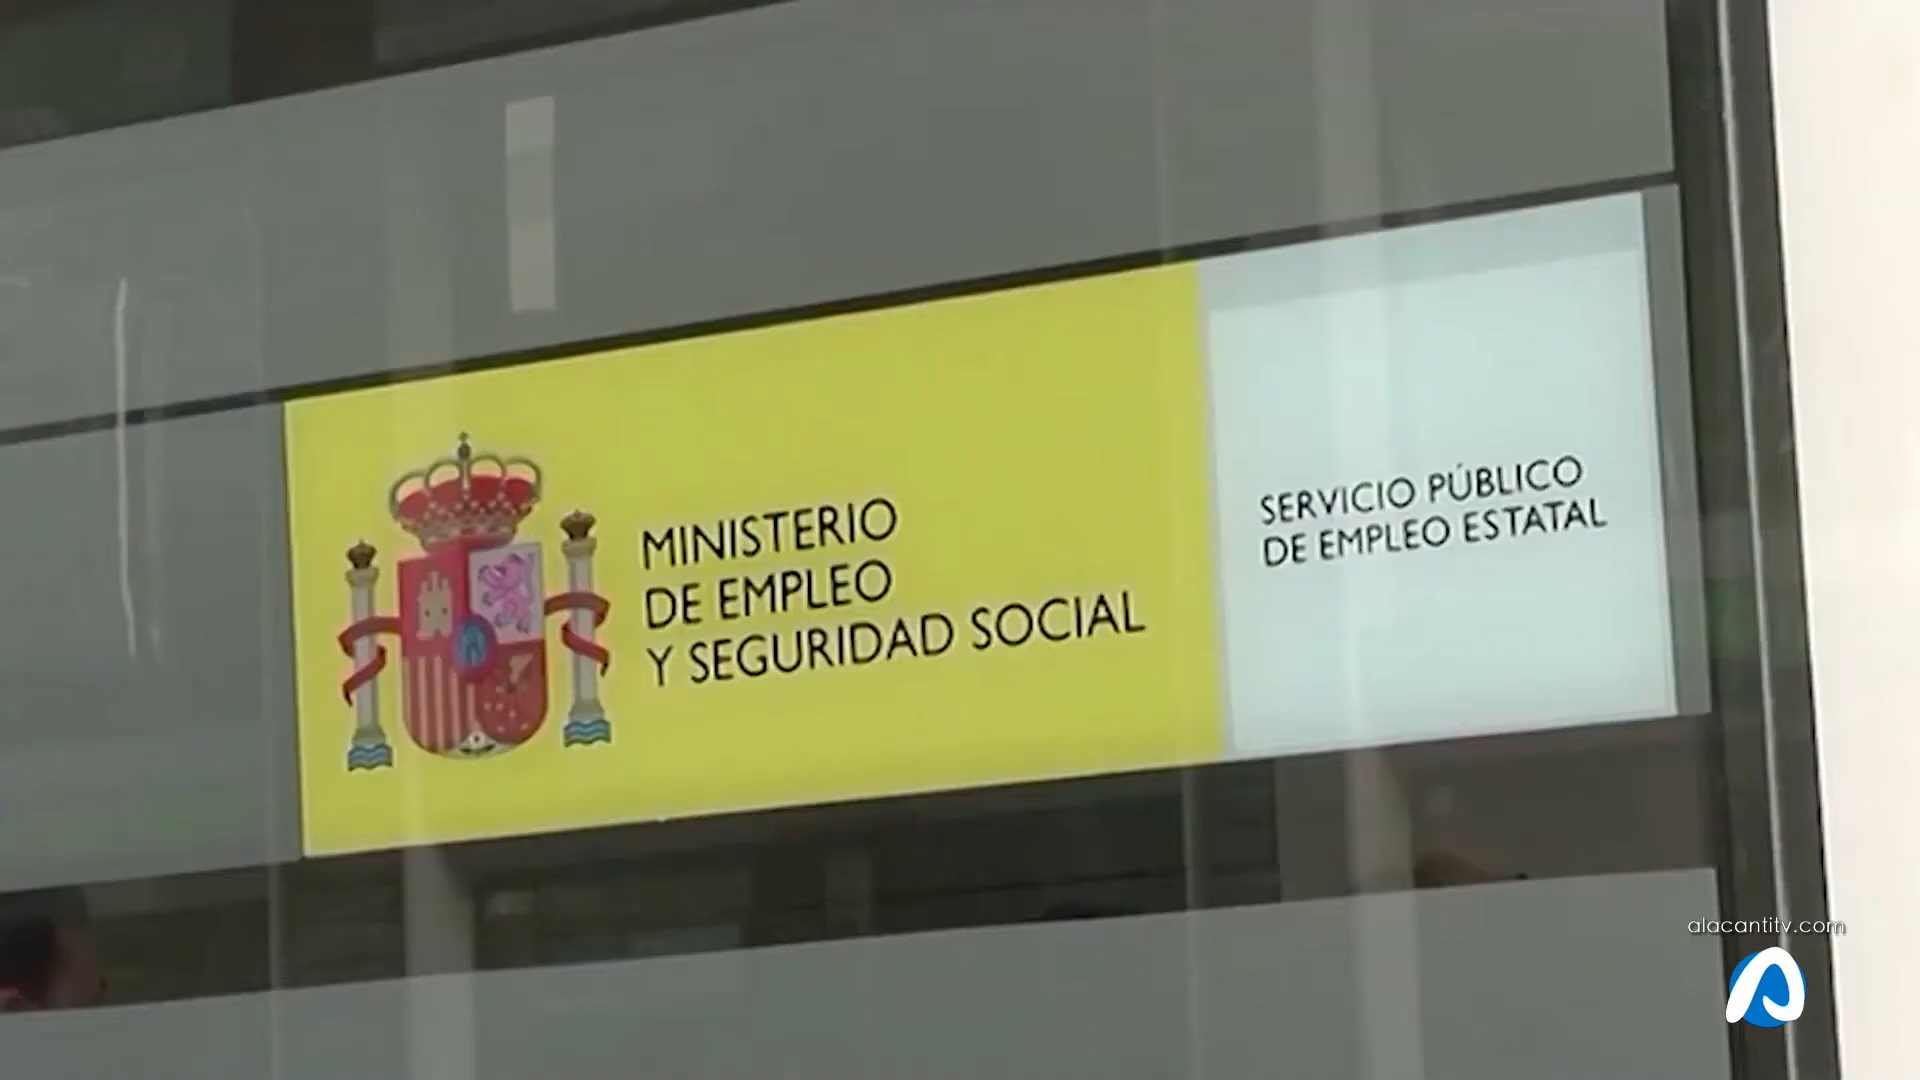 MINISTERIO
DE EMPLEO
Y SEGURIDAD SOCIAL
SERVICIO PÚBLICO
DE EMPLEO ESTATAL
alacantitv.com